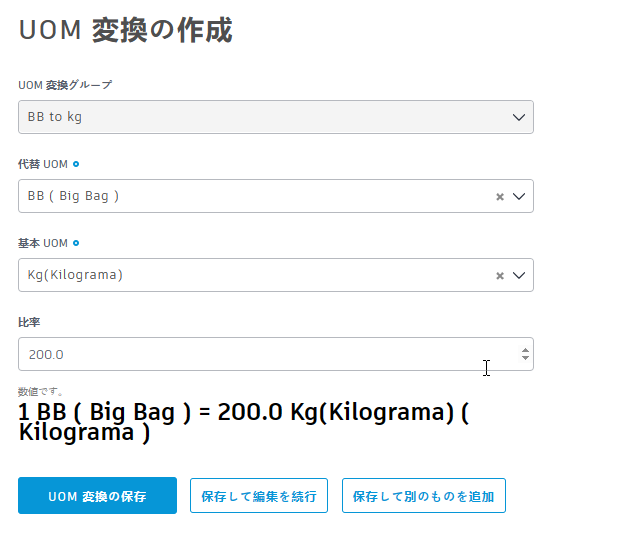 UOM 変換の作成
UOM 変換グループ
BB to kg
代替 UOM
BB ( Big Bag )
基本 UOM
Kg(Kilograma)
比率
200.0
数値です。
1 BB ( Big Bag ) = 200.0 Kg(Kilograma) (
Kilograma )
UOM 変換の保存
保存して編集を続行
保存して別のものを追加